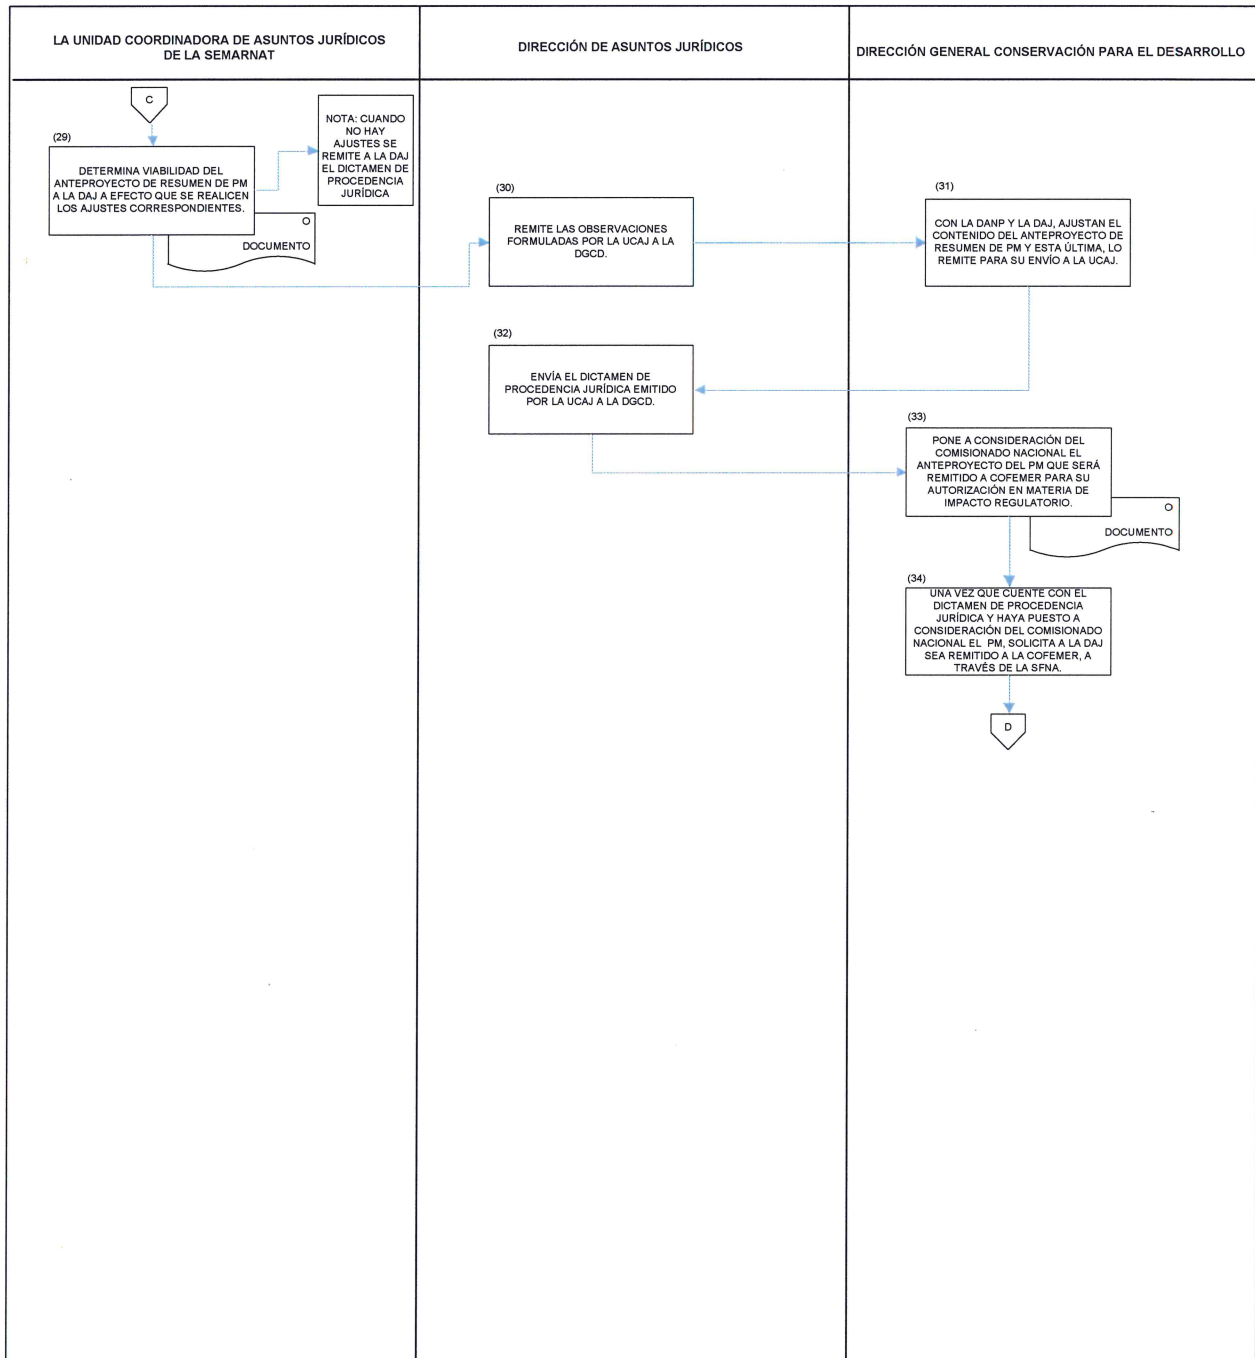 LA UNIDAD COORDINADORA DE ASUNTOS JURÍDICOS
DE LA SEMARNAT
DIRECCIÓN DE ASUNTOS JURÍDICOS
DIRECCIÓN GENERAL CONSERVACIÓN PARA EL DESARROLLO
C
(29)
DETERMINA VIABILIDAD DEL
ANTEPROYECTO DE RESUMEN DE PM
A LA DAJ A EFECTO QUE SE REALICEN
LOS AJUSTES CORRESPONDIENTES.
O
DOCUMENTO
NOTA: CUANDO
NO HAY
AJUSTES SE
REMITE A LA DAJ
EL DICTAMEN DE
PROCEDENCIA
JURÍDICA
(30)
REMITE LAS OBSERVACIONES
FORMULADAS POR LA UCAJ A LA
DGCD.
(31)
CON LA DANP Y LA DAJ, AJUSTAN EL
CONTENIDO DEL ANTEPROYECTO DE
RESUMEN DE PM Y ESTA ÚLTIMA, LO
REMITE PARA SU ENVÍO A LA UCAJ.
(32)
ENVÍA EL DICTAMEN DE
PROCEDENCIA JURÍDICA EMITIDO
POR LA UCAJ A LA DGCD.
(33)
PONE A CONSIDERACIÓN DEL
COMISIONADO NACIONAL EL
ANTEPROYECTO DEL PM QUE SERÁ
REMITIDO A COFEMER PARA SU
AUTORIZACIÓN EN MATERIA DE
IMPACTO REGULATORIO.
O
DOCUMENTO
(34)
UNA VEZ QUE CUENTE CON EL
DICTAMEN DE PROCEDENCIA
JURÍDICA Y HAYA PUESTO A
CONSIDERACIÓN DEL COMISIONADO
NACIONAL EL PM, SOLICITA A LA DAJ
SEA REMITIDO A LA COFEMER, A
TRAVÉS DE LA SFNA.
D